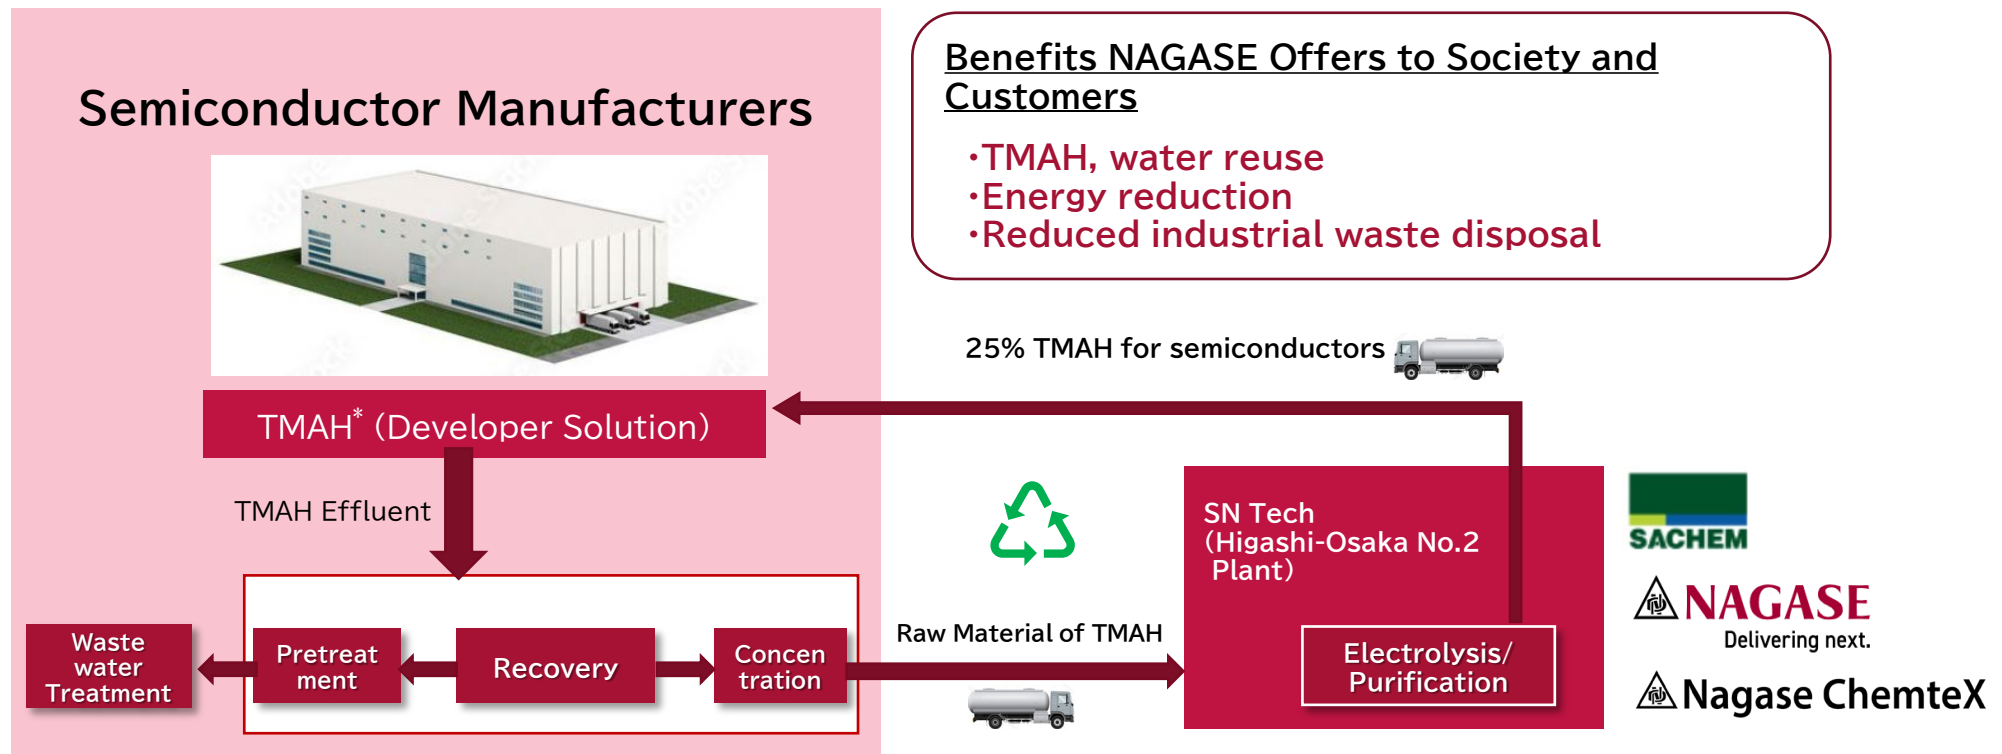 Semiconductor Manufacturers
TMAH* (Developer Solution)
TMAH Effluent
Waste
water
Treatment
Pretreat
ment
Recovery
Concen
tration
Benefits NAGASE Offers to Society and
Customers
・TMAH, water reuse
・Energy reduction
・Reduced industrial waste disposal
25% TMAH for semiconductors
Raw Material of TMAH
SN Tech
(Higashi-Osaka No.2
Plant)
Electrolysis/
Purification
SACHEM
NAGASE
Delivering next.
Nagase ChemteX